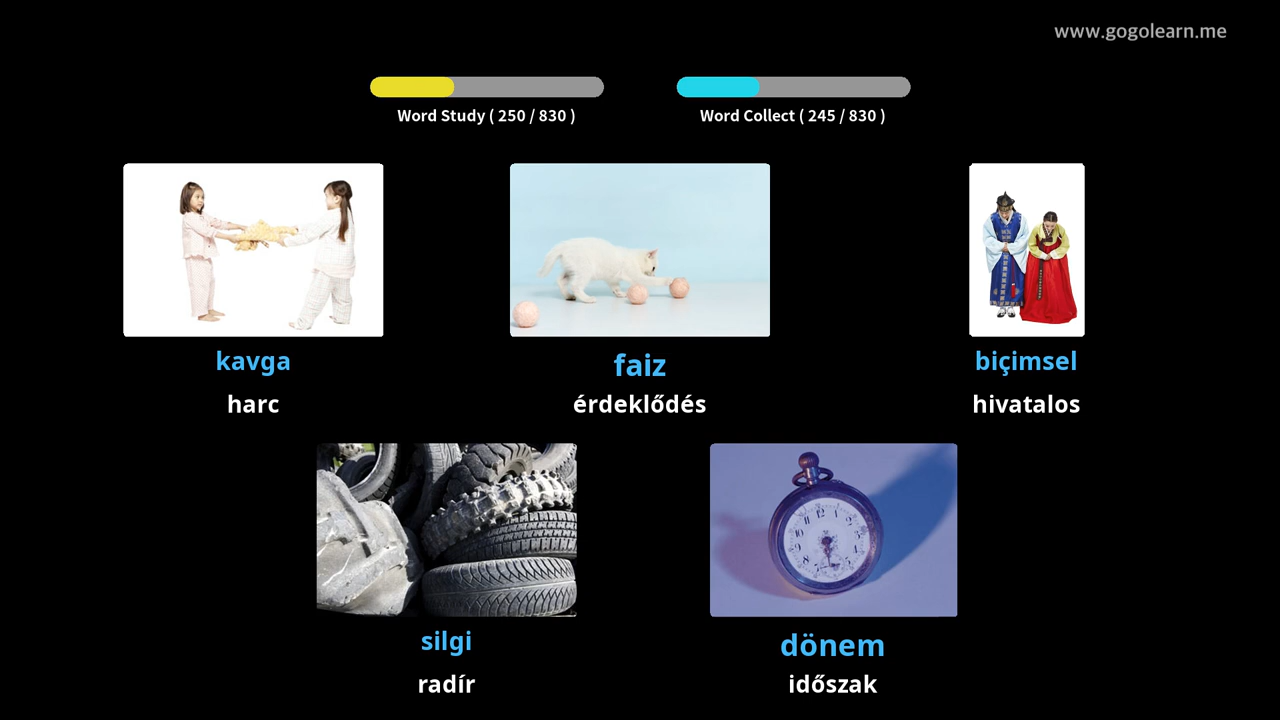 www.gogolearn.me
Word Study ( 250 / 830 )
Word Collect ( 245 / 830 )
kavga
harc
faiz
érdeklődés
biçimsel
hivatalos
silgi
radír
dönem
időszak